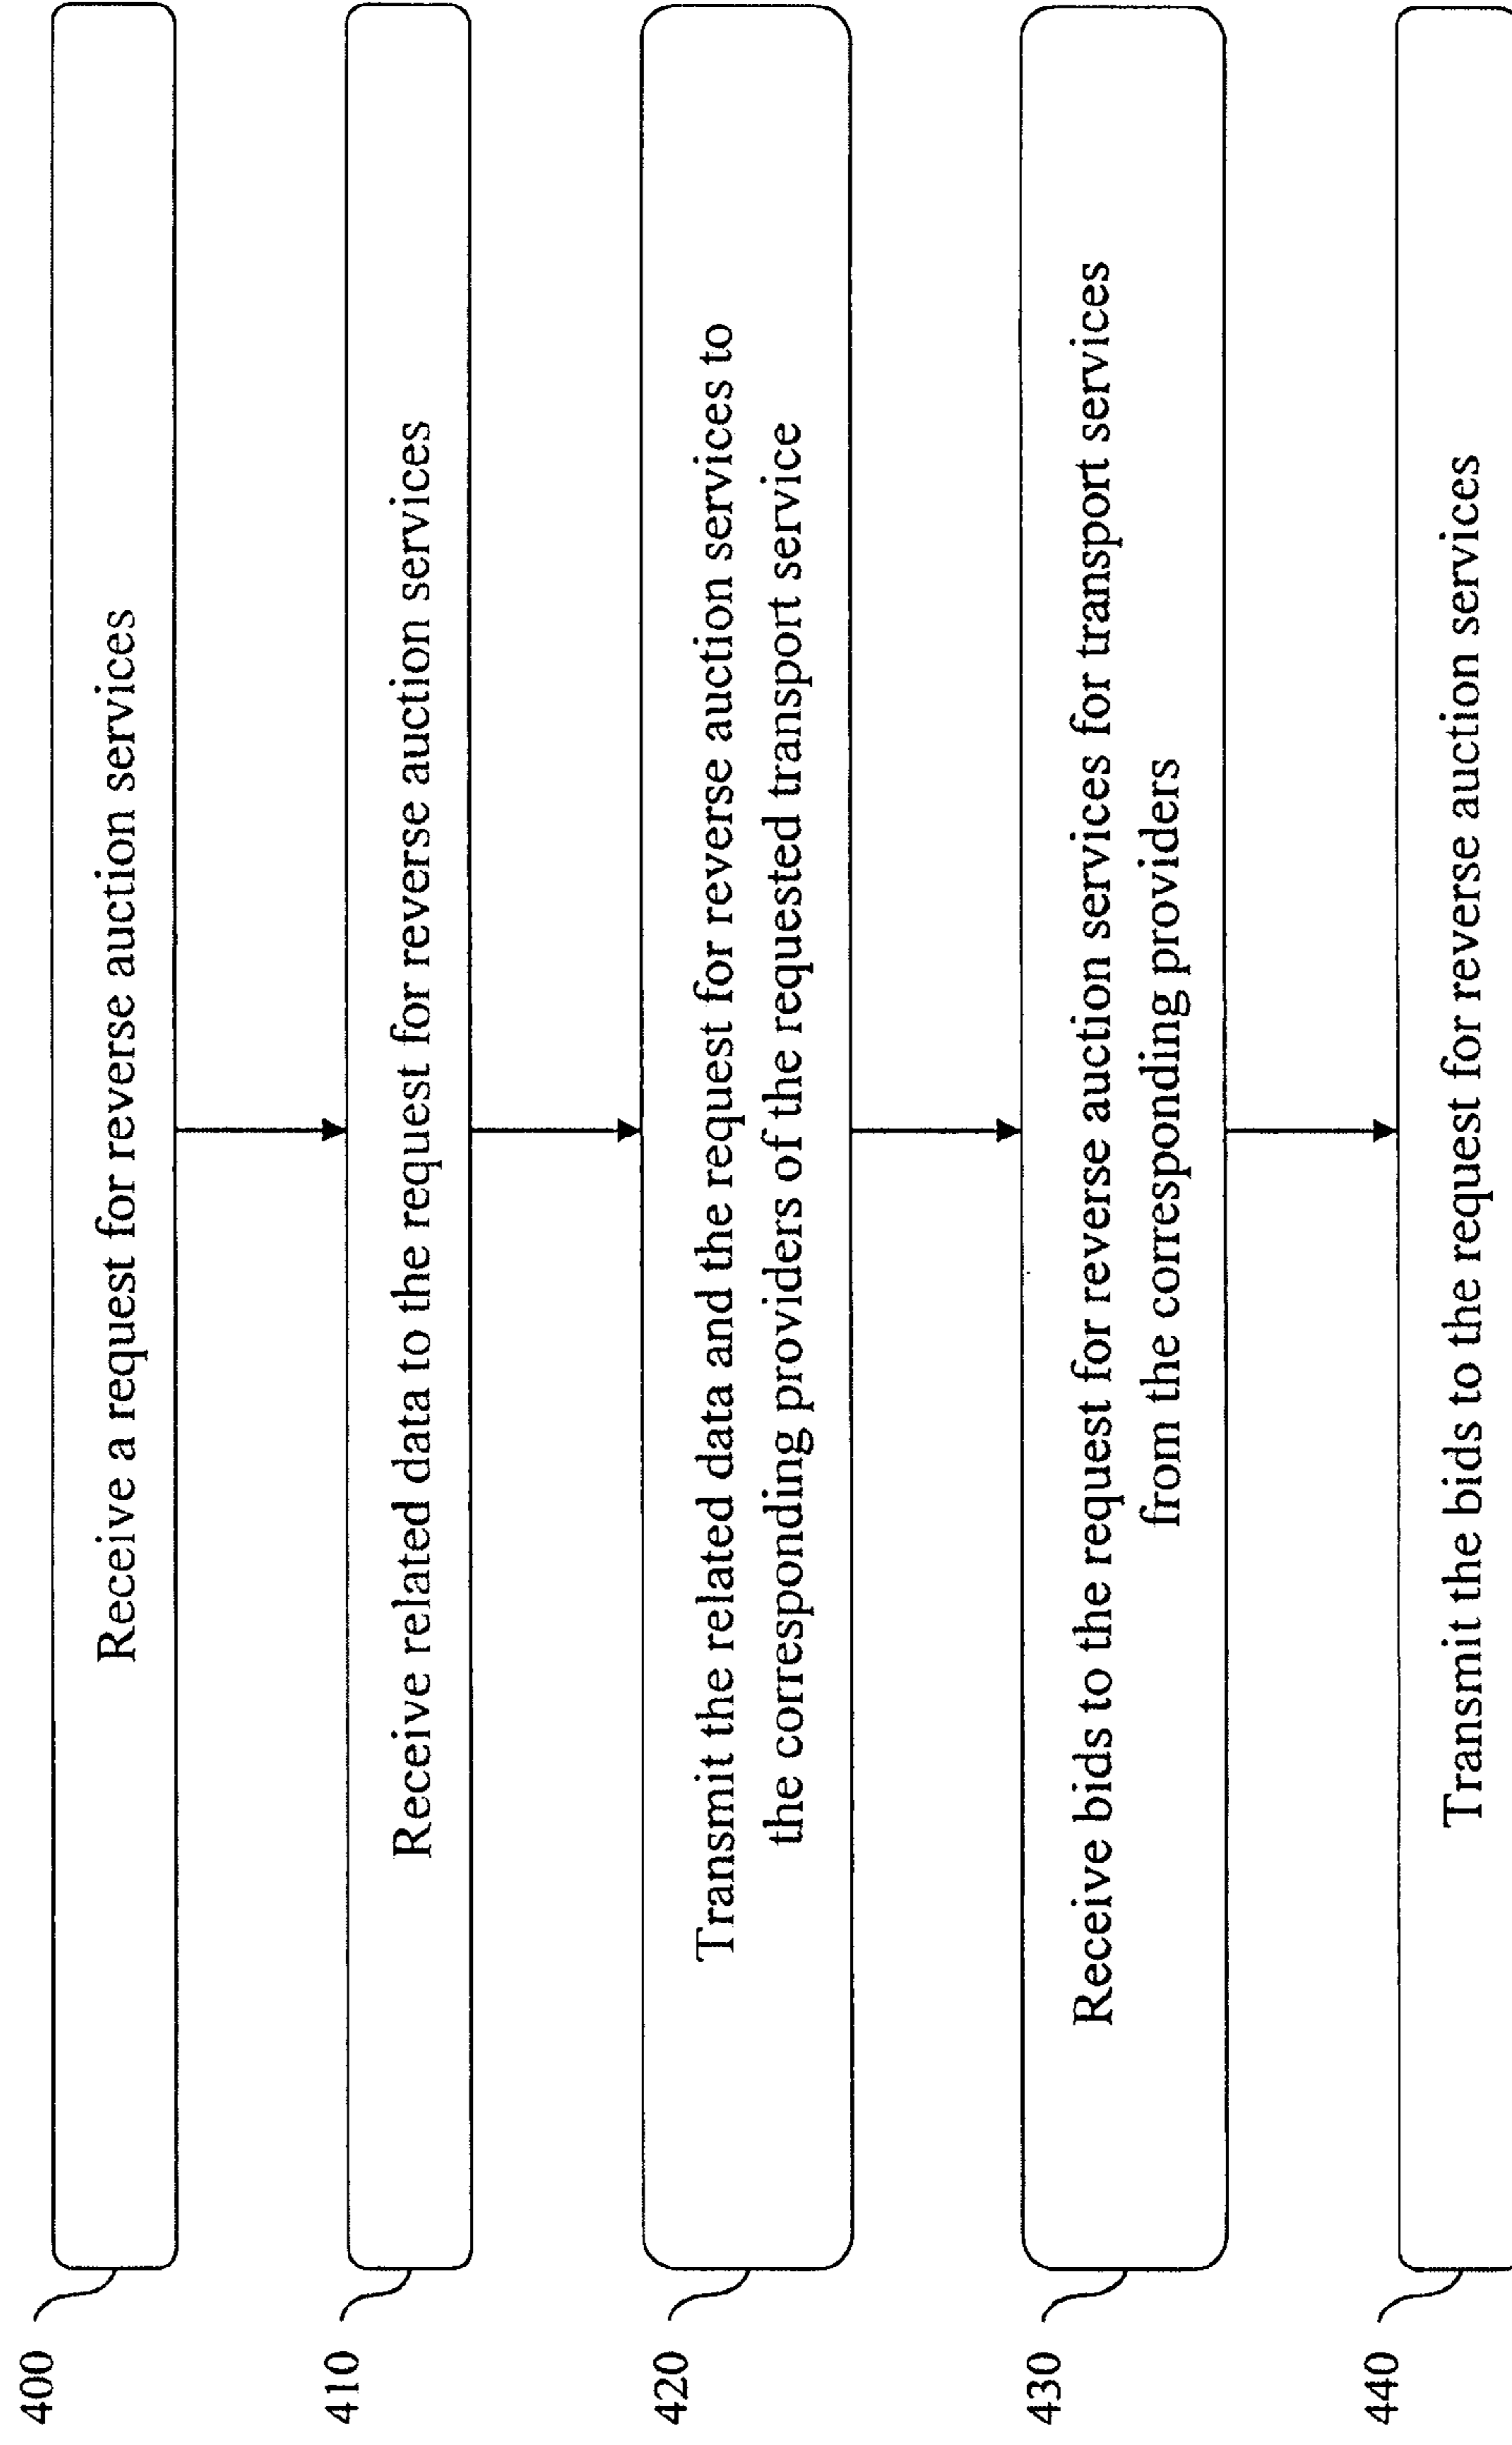 400
Receive a request for reverse auction services
410
Receive related data to the request for reverse auction services
420
Transmit the related data and the request for reverse auction services to
the corresponding providers of the requested transport service
430
Receive bids to the request for reverse auction services for transport services
from the corresponding providers
440
Transmit the bids to the request for reverse auction services